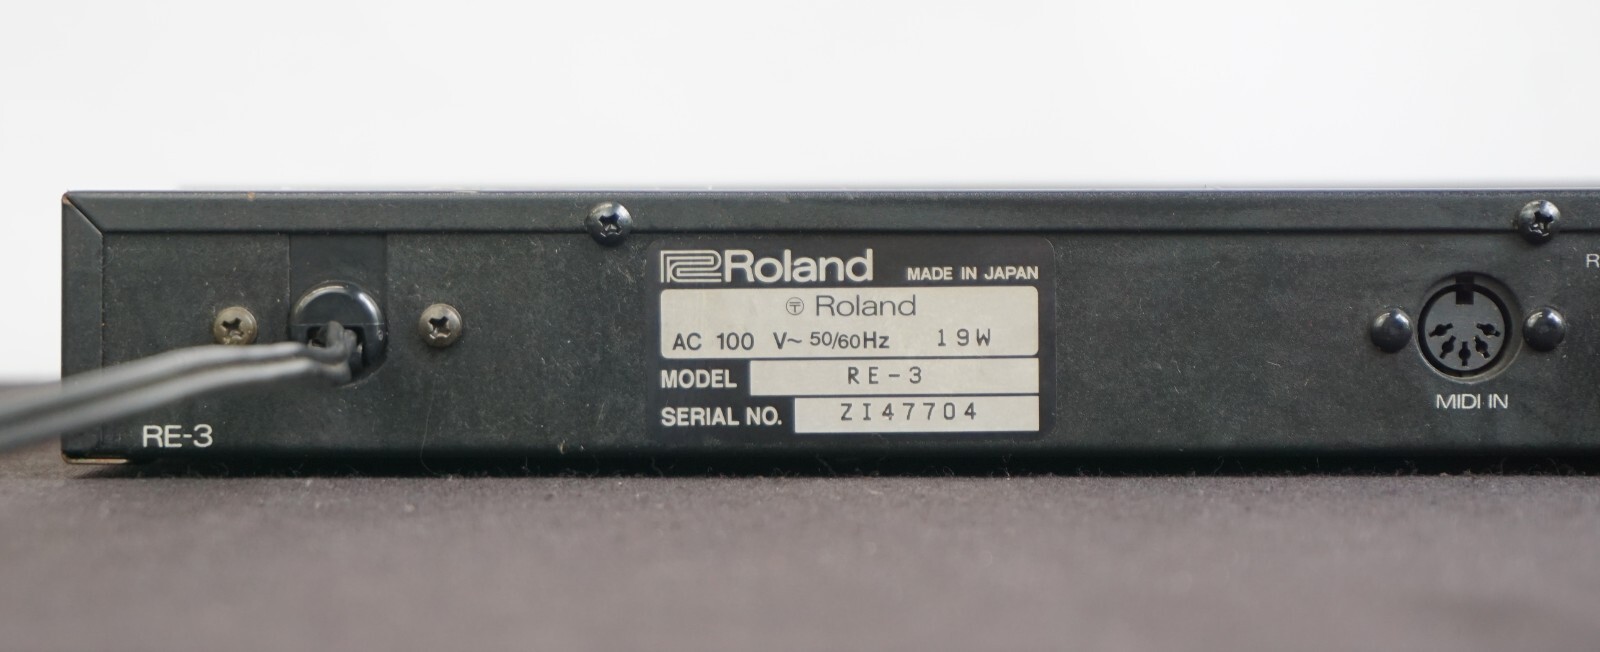 Roland MADE IN JAPAN
〶 Roland
AC 100 V~ 50/60Hz 19W
MODEL RE-3
SERIAL NO. ZI47704
RE-3
MIDI IN
R